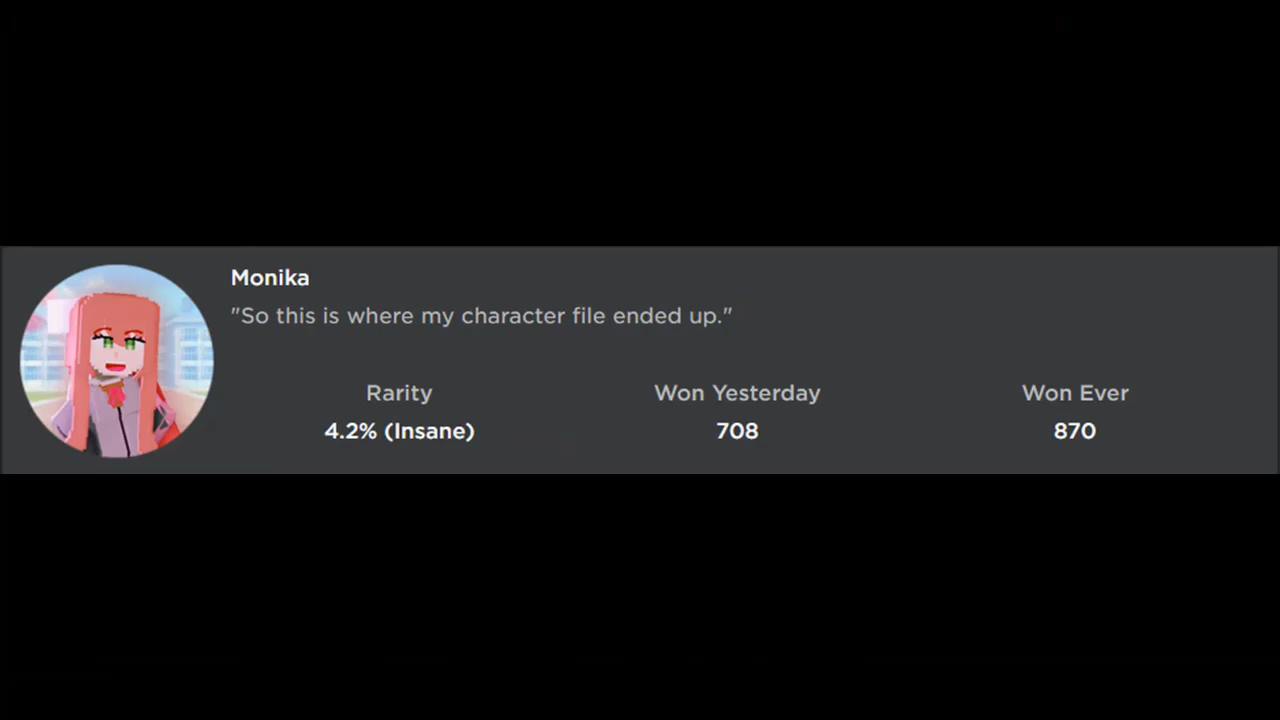 Monika
"So this is where my character file ended up."
Rarity Won Yesterday Won Ever
4.2% (Insane) 708 870